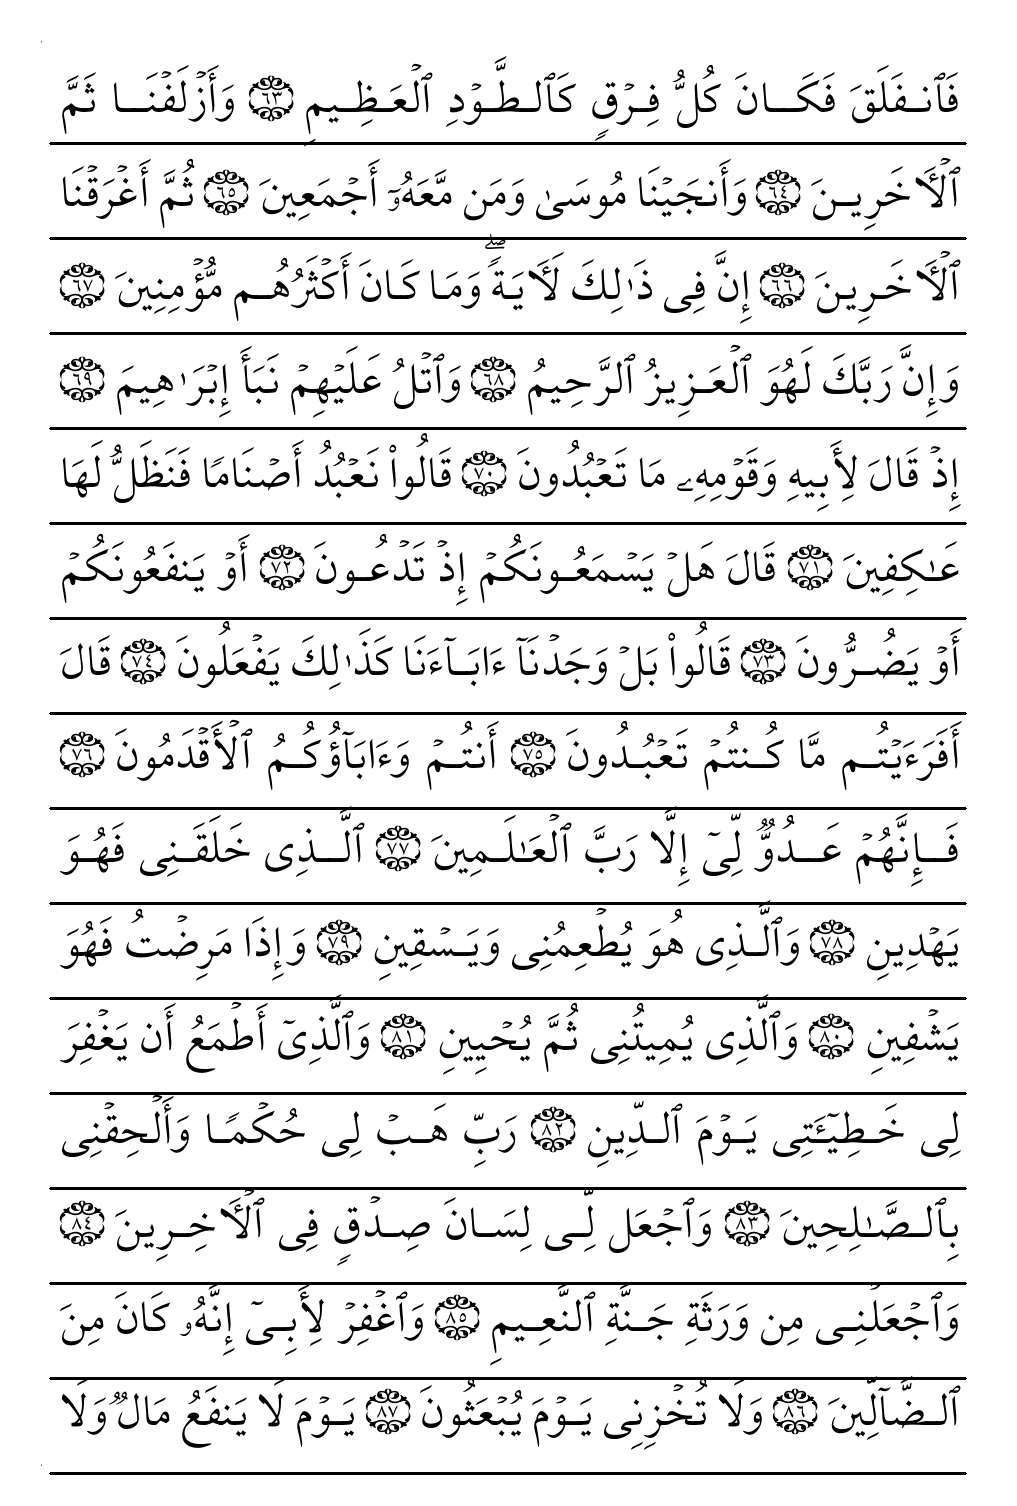 فَٱنفَلَقَ فَكَانَ كُلُّ فِرۡقٖ كَٱلطَّوۡدِ ٱلۡعَظِيمِ ٦٣ وَأَزۡلَفۡنَا ثَمَّ
ٱلۡأٓخَرِينَ ٦٤ وَأَنجَيۡنَا مُوسَىٰ وَمَن مَّعَهُۥٓ أَجۡمَعِينَ ٦٥ ثُمَّ أَغۡرَقۡنَا
ٱلۡأٓخَرِينَ ٦٦ إِنَّ فِي ذَٰلِكَ لَأٓيَةٗۖ وَمَا كَانَ أَكۡثَرُهُم مُّؤۡمِنِينَ ٦٧
وَإِنَّ رَبَّكَ لَهُوَ ٱلۡعَزِيزُ ٱلرَّحِيمُ ٦٨ وَٱتۡلُ عَلَيۡهِمۡ نَبَأَ إِبۡرَٰهِيمَ ٦٩
إِذۡ قَالَ لِأَبِيهِ وَقَوۡمِهِۦ مَا تَعۡبُدُونَ ٧٠ قَالُواْ نَعۡبُدُ أَصۡنَامٗا فَنَظَلُّ لَهَا
عَٰكِفِينَ ٧١ قَالَ هَلۡ يَسۡمَعُونَكُمۡ إِذۡ تَدۡعُونَ ٧٢ أَوۡ يَنفَعُونَكُمۡ
أَوۡ يَضُرُّونَ ٧٣ قَالُواْ بَلۡ وَجَدۡنَآ ءَابَآءَنَا كَذَٰلِكَ يَفۡعَلُونَ ٧٤ قَالَ
أَفَرَءَيۡتُم مَّا كُنتُمۡ تَعۡبُدُونَ ٧٥ أَنتُمۡ وَءَابَآؤُكُمُ ٱلۡأَقۡدَمُونَ ٧٦
فَإِنَّهُمۡ عَدُوّٞ لِّيٓ إِلَّا رَبَّ ٱلۡعَٰلَمِينَ ٧٧ ٱلَّذِي خَلَقَنِي فَهُوَ
يَهۡدِينِ ٧٨ وَٱلَّذِي هُوَ يُطۡعِمُنِي وَيَسۡقِينِ ٧٩ وَإِذَا مَرِضۡتُ فَهُوَ
يَشۡفِينِ ٨٠ وَٱلَّذِي يُمِيتُنِي ثُمَّ يُحۡيِينِ ٨١ وَٱلَّذِيٓ أَطۡمَعُ أَن يَغۡفِرَ
لِي خَطِيٓـَٔتِي يَوۡمَ ٱلدِّينِ ٨٢ رَبِّ هَبۡ لِي حُكۡمٗا وَأَلۡحِقۡنِي
بِٱلصَّٰلِحِينَ ٨٣ وَٱجۡعَل لِّي لِسَانَ صِدۡقٖ فِي ٱلۡأٓخِرِينَ ٨٤
وَٱجۡعَلۡنِي مِن وَرَثَةِ جَنَّةِ ٱلنَّعِيمِ ٨٥ وَٱغۡفِرۡ لِأَبِيٓ إِنَّهُۥ كَانَ مِنَ
ٱلضَّآلِّينَ ٨٦ وَلَا تُخۡزِنِي يَوۡمَ يُبۡعَثُونَ ٨٧ يَوۡمَ لَا يَنفَعُ مَالٞ وَلَا